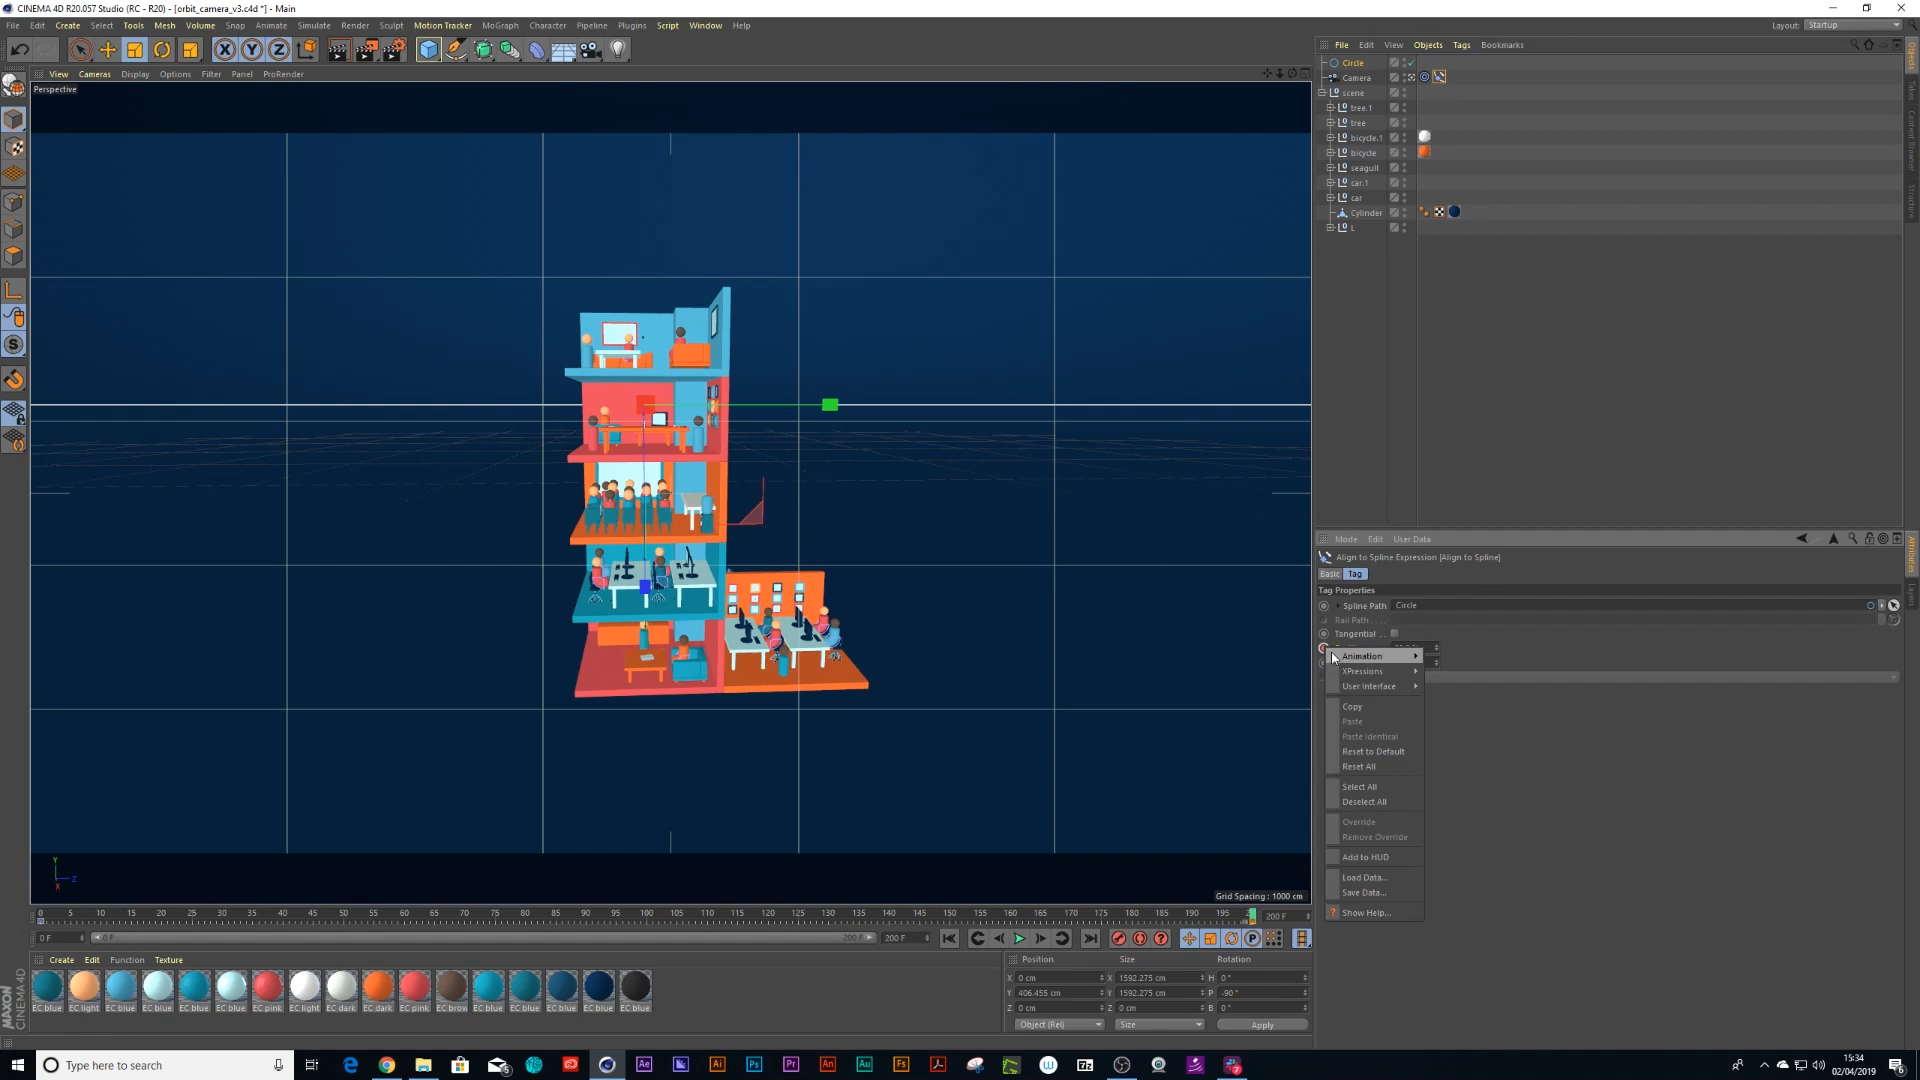 CINEMA 4D R20.057 Studio (RC - R20) - [orbit_camera_v3.c4d *] - Main
File Edit Create Select Tools Mesh Volume Snap Animate Simulate Render Sculpt Motion Tracker MoGraph Character Pipeline Plugins Script Window Help
Layout: Startup
X Y Z
File Edit View Objects Tags Bookmarks
View Cameras Display Options Filter Panel ProRender
Perspective
Circle
Camera
scene
tree.1
tree
bicycle.1
bicycle
seagull
car.1
car
Cylinder
L
Objects
Takes
Content Browser
Structure
Mode Edit User Data
Align to Spline Expression [Align to Spline]
Basic Tag
Tag Properties
Spline Path Circle
Rail Path
Tangential
Attributes
Layers
Animation
XPressions
User Interface
Copy
Paste
Paste Identical
Reset to Default
Reset All
Select All
Deselect All
Override
Remove Override
Add to HUD
Load Data...
Save Data...
Show Help...
Y
Z
X
Grid Spacing : 1000 cm
0 5 10 15 20 25 30 35 40 45 50 55 60 65 70 75 80 85 90 95 100 105 110 115 120 125 130 135 140 145 150 155 160 165 170 175 180 185 190 195 200 F
0 F 0 F 200 F 200 F
Create Edit Function Texture
EC blue EC light EC blue EC blue EC blue EC blue EC pink EC light EC dark EC dark EC pink EC brow EC blue EC blue EC blue EC blue EC blue
Position Size Rotation
X 0 cm X 1592.275 cm H 0 °
Y 406.455 cm Y 1592.275 cm P -90 °
Z 0 cm Z 0 cm B 0 °
Object (Rel) Size Apply
MAXON CINEMA 4D
Type here to search
15:34
02/04/2019